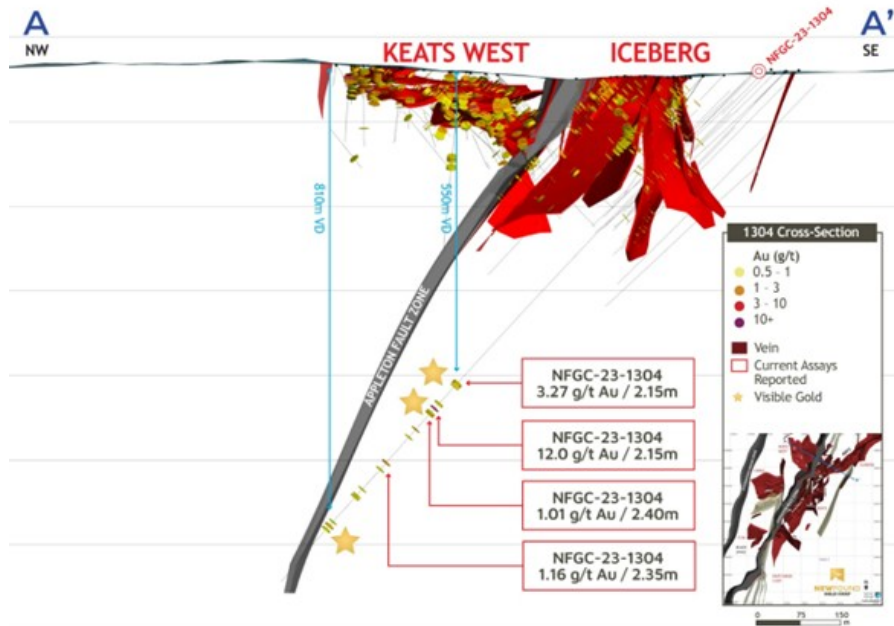 A
NW
KEATS WEST
ICEBERG
NFGC-23-1304
A'
SE
810m VD
550m VD
APPLETON FAULT ZONE
1304 Cross-Section
Au (g/t)
0.5 - 1
1 - 3
3 - 10
10+
Vein
Current Assays
Reported
Visible Gold
NFGC-23-1304
3.27 g/t Au / 2.15m
NFGC-23-1304
12.0 g/t Au / 2.15m
NFGC-23-1304
1.01 g/t Au / 2.40m
NFGC-23-1304
1.16 g/t Au / 2.35m
NEWFOUND
GOLD CORP
0 75 150
m